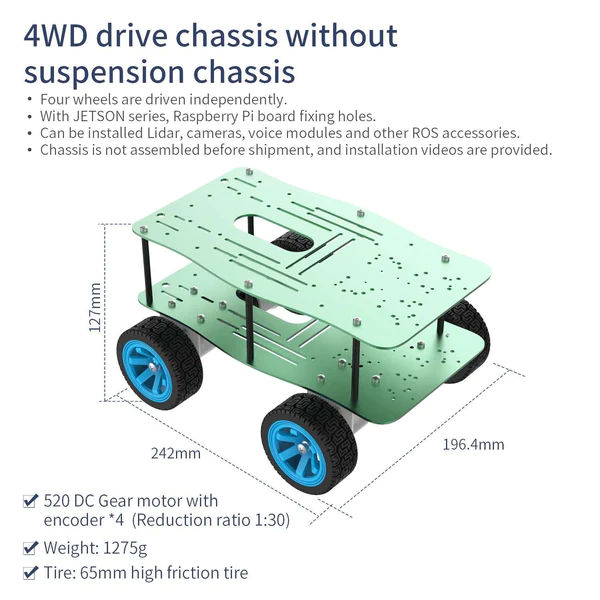 4WD drive chassis without
suspension chassis
• Four wheels are driven independently.
• With JETSON series, Raspberry Pi board fixing holes.
• Can be installed Lidar, cameras, voice modules and other ROS accessories.
• Chassis is not assembled before shipment, and installation videos are provided.
127mm
242mm
196.4mm
520 DC Gear motor with
encoder *4 (Reduction ratio 1:30)
Weight: 1275g
Tire: 65mm high friction tire